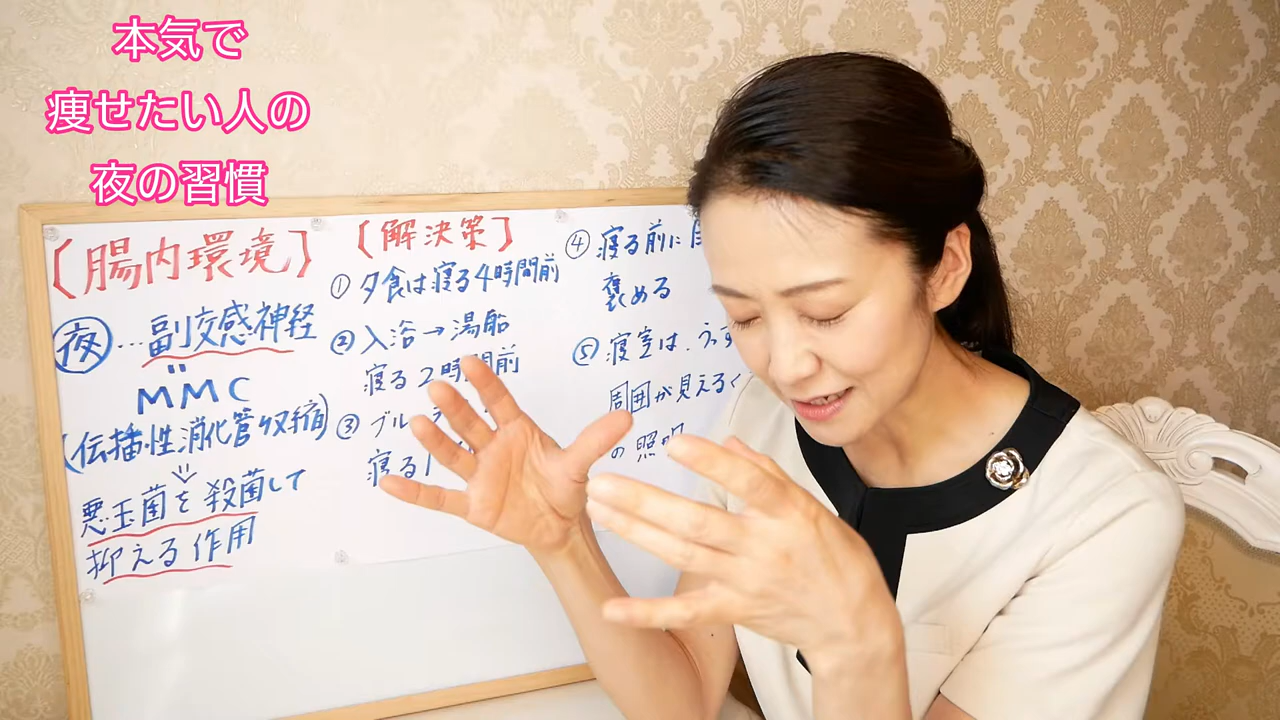 本気で
痩せたい人の
夜の習慣
〔腸内環境〕
夜…副交感神経
MMC
(伝播性消化管収縮)
悪玉菌を殺菌して
抑える作用
〔解決策〕
① 夕食は寝る4時間前
② 入浴→湯船
寝る2時間前
③ ブル
寝る1
④ 寝る前に
褒める
⑤ 寝室は、うす
周囲が見えるく
の照明